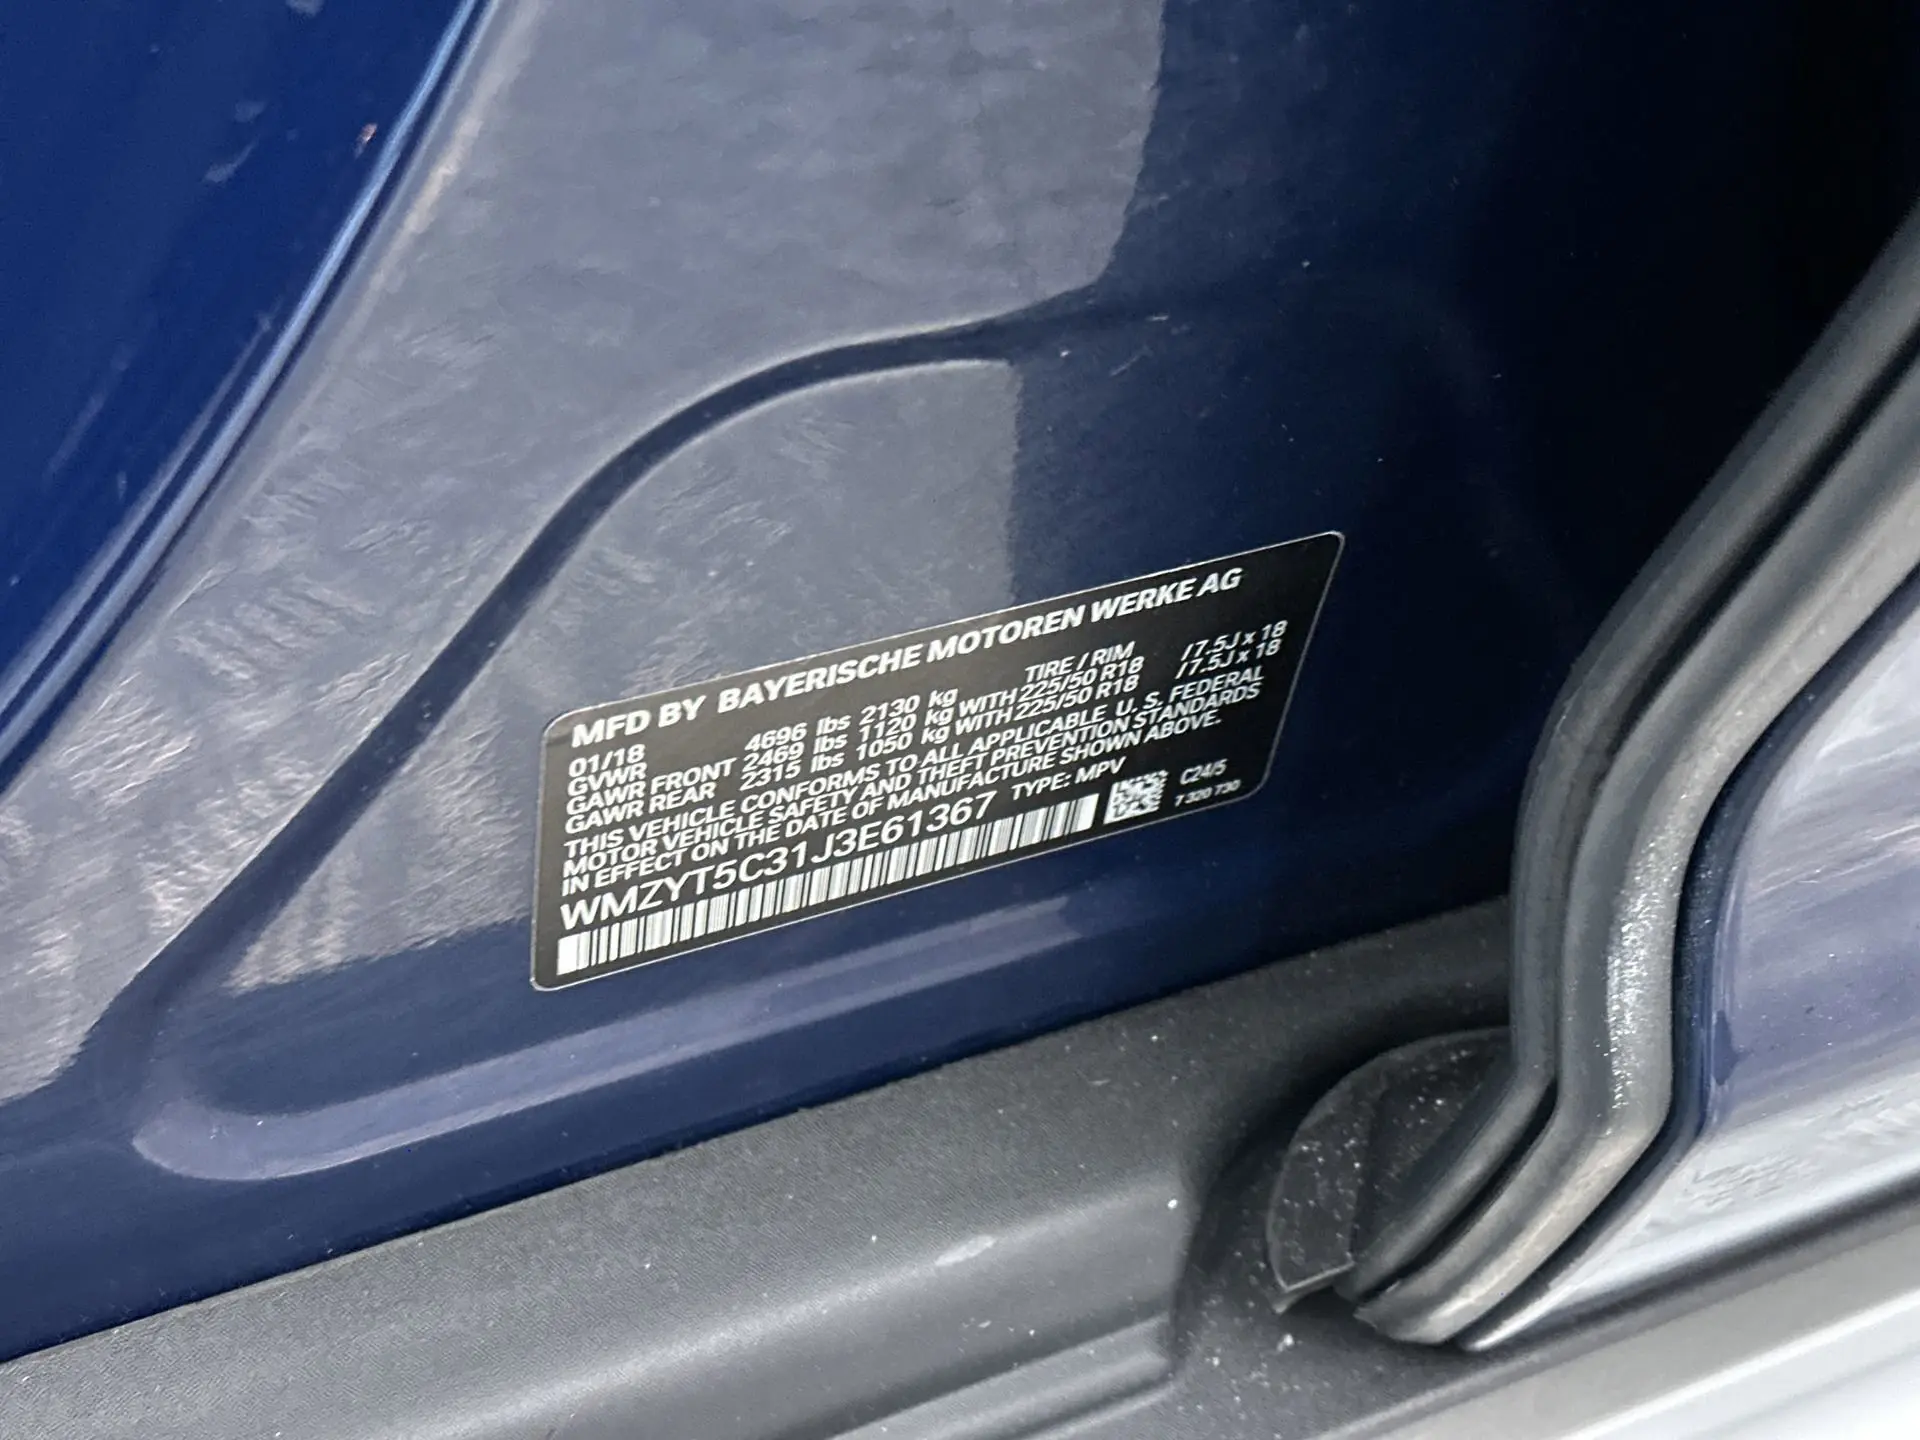 MFD BY BAYERISCHE MOTOREN WERKE AG
01/18 TIRE / RIM
GVWR 4696 lbs 2130 kg
GAWR FRONT 2469 lbs 1120 kg WITH 225/50 R18 /7.5J x 18
GAWR REAR 2315 lbs 1050 kg WITH 225/50 R18 /7.5J x 18
THIS VEHICLE CONFORMS TO ALL APPLICABLE U. S. FEDERAL
MOTOR VEHICLE SAFETY AND THEFT PREVENTION STANDARDS
IN EFFECT ON THE DATE OF MANUFACTURE SHOWN ABOVE.
WMZYT5C31J3E61367 TYPE: MPV
C24/5
7 320 730